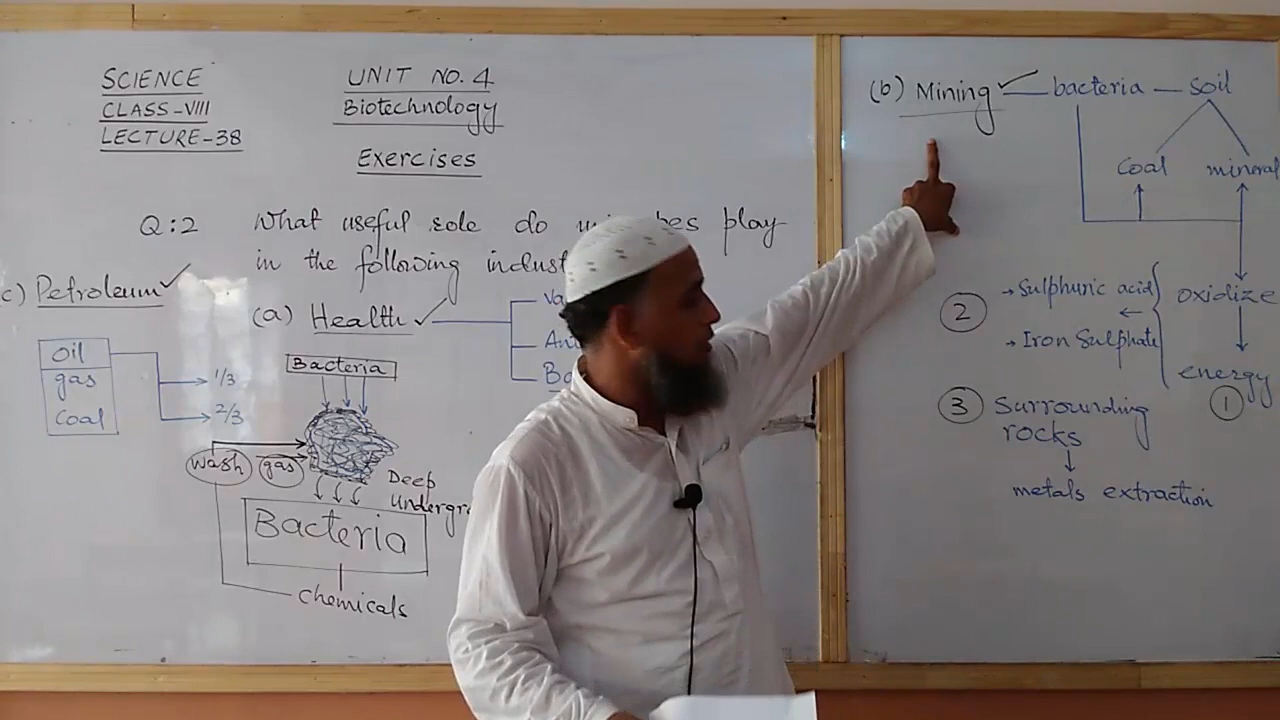 SCIENCE
CLASS-VIII
LECTURE-38
UNIT NO. 4
Biotechnology
Exercises
Q:2 What useful role do play
in the following
(a) Health
(c) Petroleum
Oil
gas
Coal
1/3
2/3
Bacteria
wash
gas
Deep
Bacteria
chemicals
(b) Mining bacteria — soil
Coal mineral
② → Sulphuric acid
→ Iron Sulphate
oxidize
energy
①
③ Surrounding
rocks
metals extraction